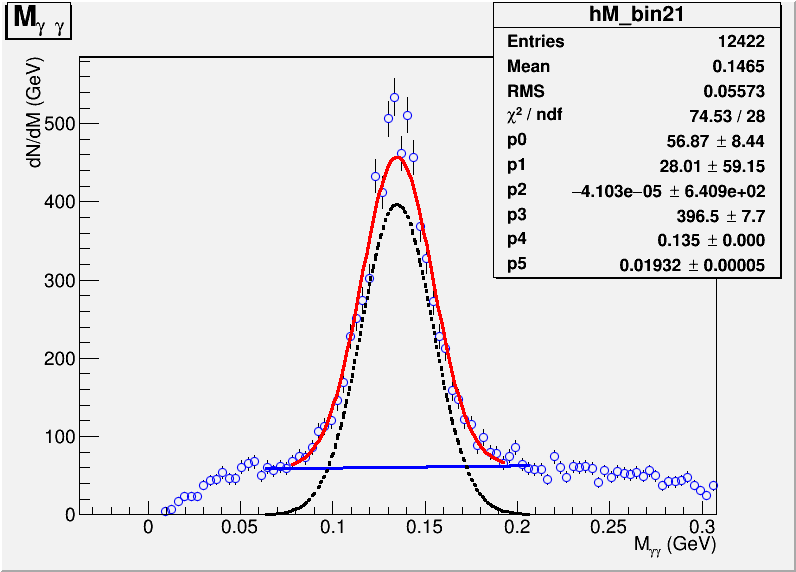 Mγ γ
hM_bin21
Entries 12422
Mean 0.1465
RMS 0.05573
χ² / ndf 74.53 / 28
p0 56.87 ± 8.44
p1 28.01 ± 59.15
p2 −4.103e−05 ± 6.409e+02
p3 396.5 ± 7.7
p4 0.135 ± 0.000
p5 0.01932 ± 0.00005
dN/dM (GeV)
500
400
300
200
100
0
0 0.05 0.1 0.15 0.2 0.25 0.3
Mγγ (GeV)